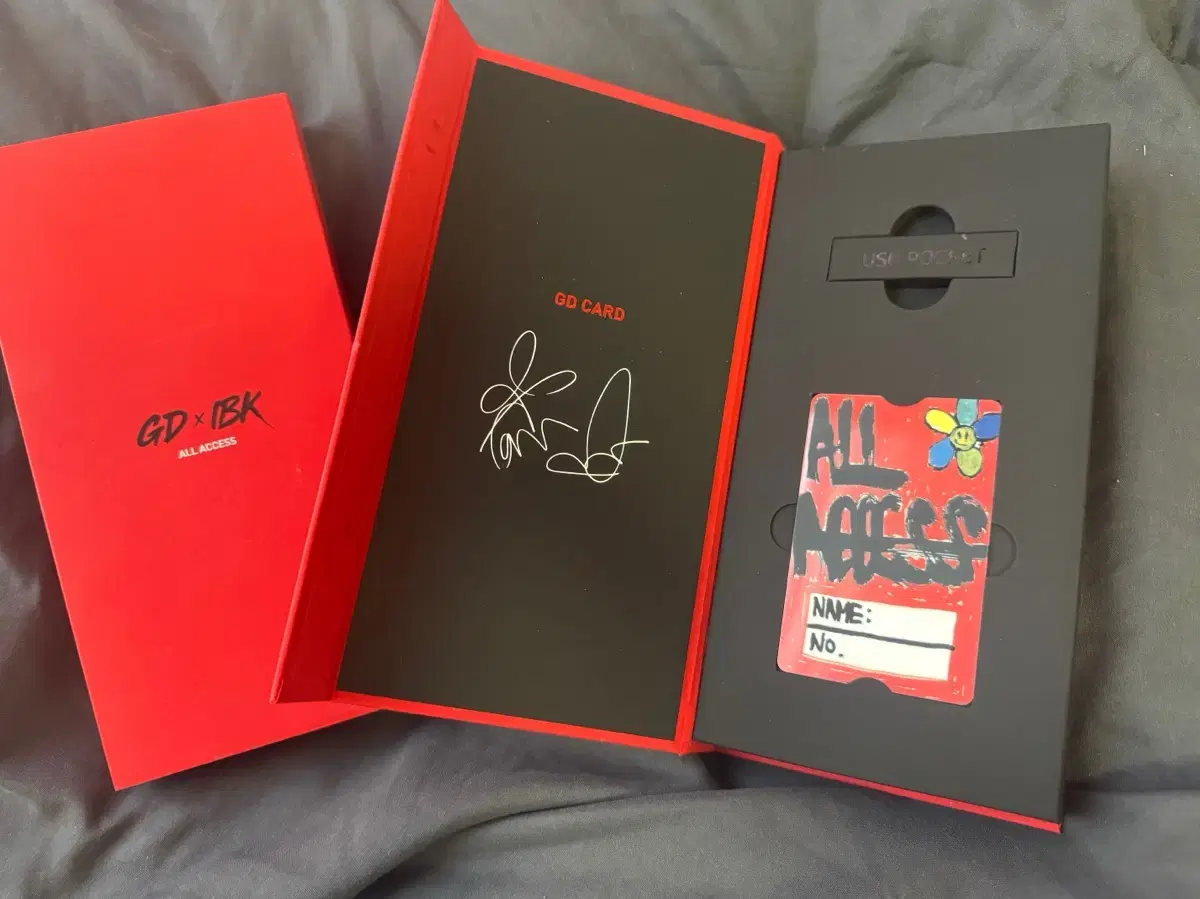 GD × IBK
ALL ACCESS
GD CARD
USB POCKET
ALL
ACCESS
NAME:
No.